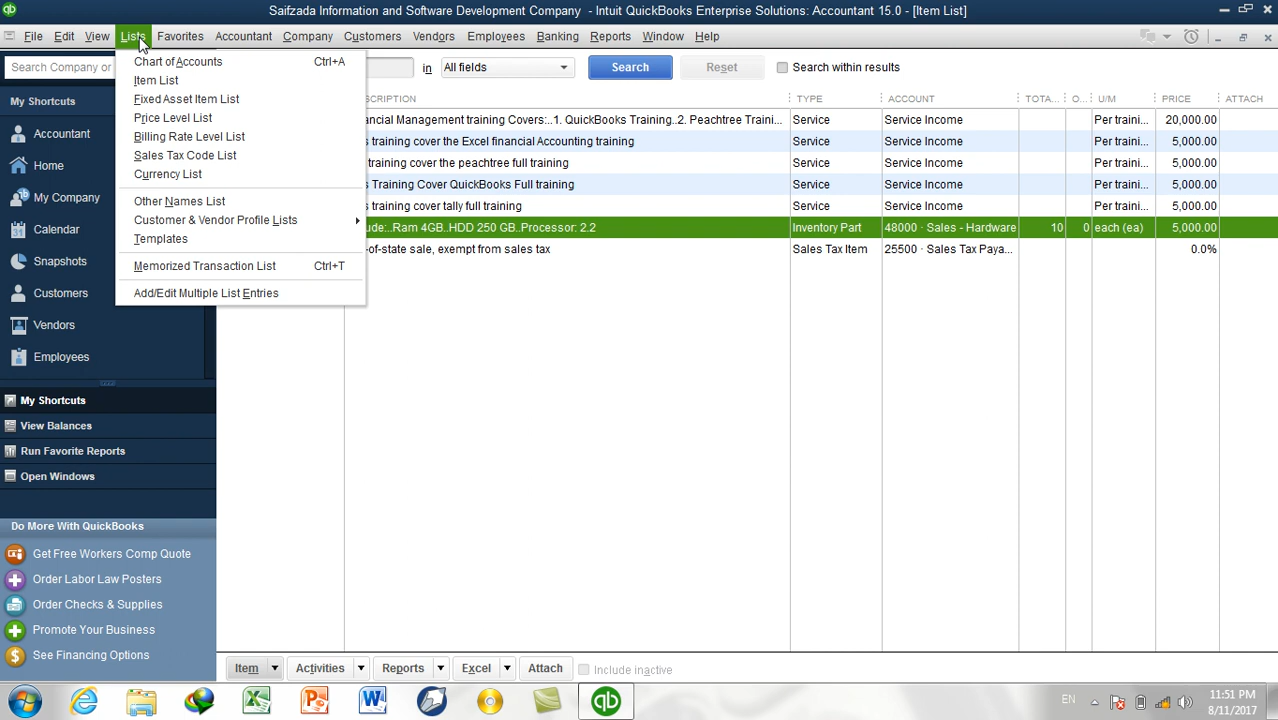 Saifzada Information and Software Development Company - Intuit QuickBooks Enterprise Solutions: Accountant 15.0 - [Item List]
File Edit View Lists Favorites Accountant Company Customers Vendors Employees Banking Reports Window Help
Search Company or
in All fields Search Reset Search within results
Chart of Accounts Ctrl+A
Item List
Fixed Asset Item List
Price Level List
Billing Rate Level List
Sales Tax Code List
Currency List
Other Names List
Customer & Vendor Profile Lists
Templates
Memorized Transaction List Ctrl+T
Add/Edit Multiple List Entries
My Shortcuts
Accountant
Home
My Company
Calendar
Snapshots
Customers
Vendors
Employees
My Shortcuts
View Balances
Run Favorite Reports
Open Windows
Do More With QuickBooks
Get Free Workers Comp Quote
Order Labor Law Posters
Order Checks & Supplies
Promote Your Business
See Financing Options
SCRIPTION TYPE ACCOUNT TOTA... O... U/M PRICE ATTACH
ncial Management training Covers:..1. QuickBooks Training..2. Peachtree Traini... Service Service Income Per traini... 20,000.00
s training cover the Excel financial Accounting training Service Service Income Per traini... 5,000.00
training cover the peachtree full training Service Service Income Per traini... 5,000.00
s Training Cover QuickBooks Full training Service Service Income Per traini... 5,000.00
s training cover tally full training Service Service Income Per traini... 5,000.00
ude:..Ram 4GB..HDD 250 GB..Processor: 2.2 Inventory Part 48000 · Sales - Hardware 10 0 each (ea) 5,000.00
-of-state sale, exempt from sales tax Sales Tax Item 25500 · Sales Tax Paya... 0.0%
Item Activities Reports Excel Attach Include inactive
EN 11:51 PM
8/11/2017